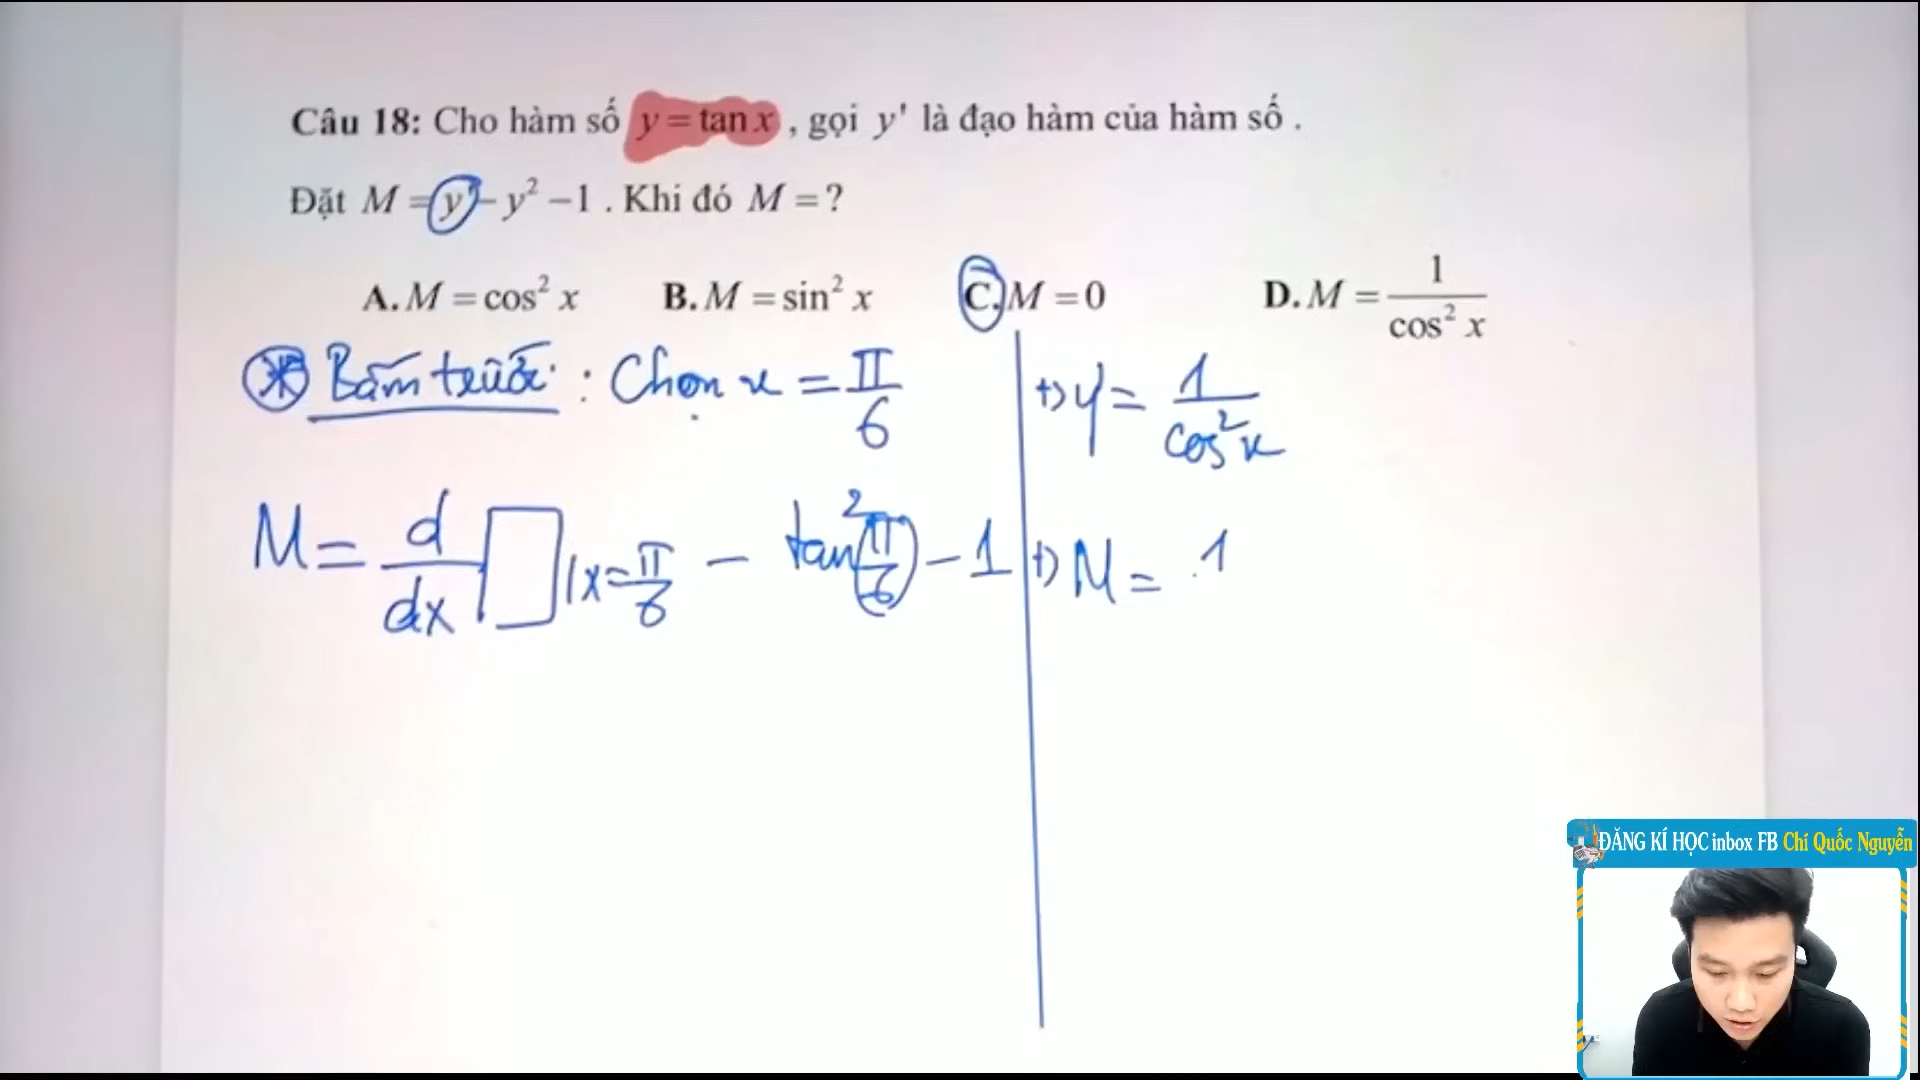 Câu 18: Cho hàm số y = tan x , gọi y' là đạo hàm của hàm số .
Đặt M = y' - y² - 1 . Khi đó M = ?
A. M = cos² x B. M = sin² x C. M = 0 D. M = 1/cos² x
Bấm trước : Chọn x = π/6
+) y' = 1/cos²x
M = d/dx □ |x=π/6 - tan²(π/6) - 1
+) M = 1
ĐĂNG KÍ HỌC inbox FB Chí Quốc Nguyễn